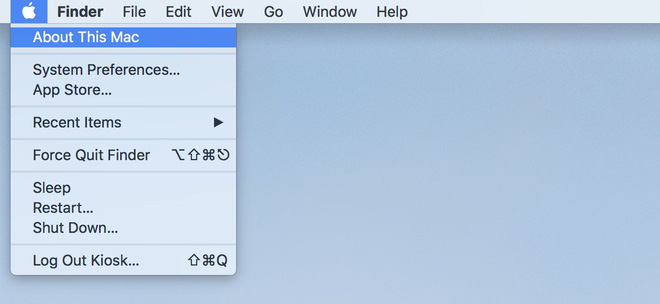 Finder File Edit View Go Window Help
About This Mac
System Preferences...
App Store...
Recent Items ▶
Force Quit Finder ⌥⇧⌘⎋
Sleep
Restart...
Shut Down...
Log Out Kiosk... ⇧⌘Q